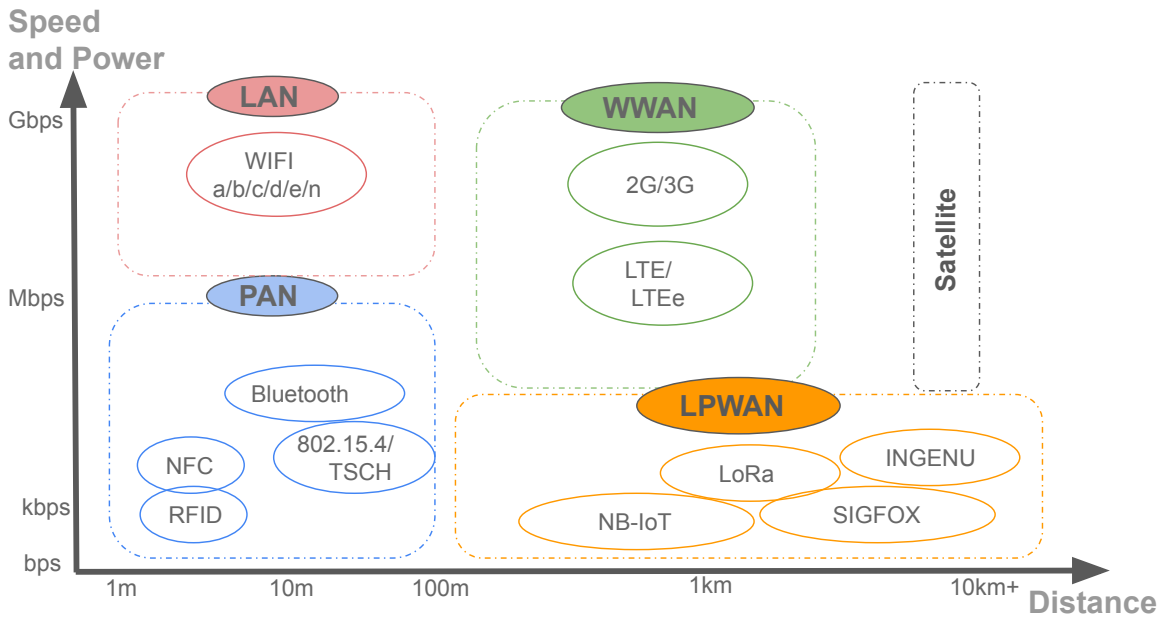 Speed
and Power
Gbps
Mbps
kbps
bps
LAN
WIFI
a/b/c/d/e/n
PAN
Bluetooth
802.15.4/
TSCH
NFC
RFID
WWAN
2G/3G
LTE/
LTEe
Satellite
LPWAN
LoRa
INGENU
NB-IoT
SIGFOX
1m
10m
100m
1km
10km+
Distance